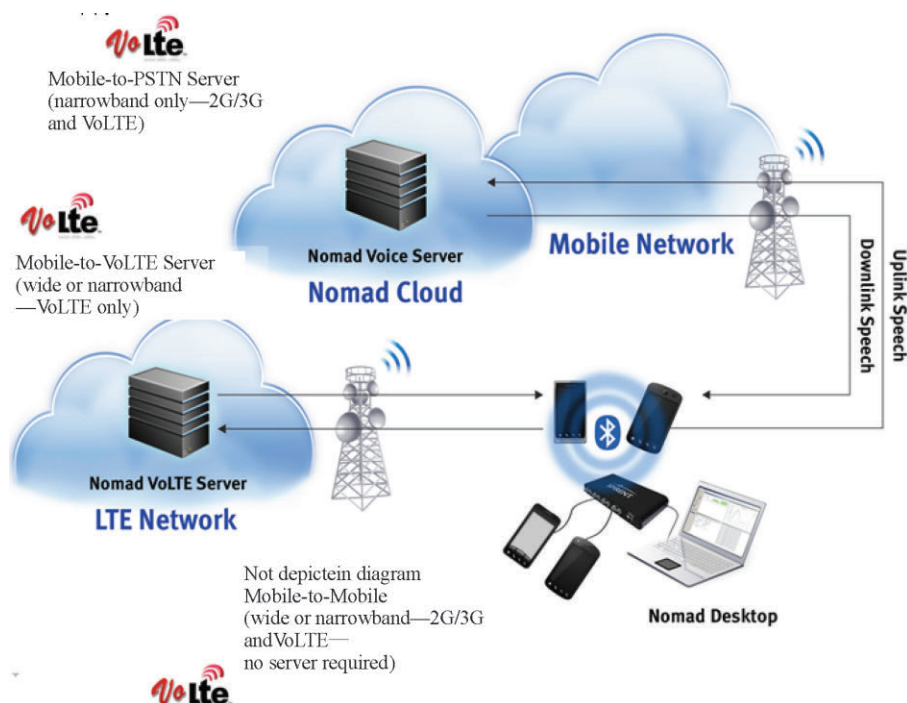 VoLte
Mobile-to-PSTN Server
(narrowband only—2G/3G
and VoLTE)
Nomad Voice Server
Nomad Cloud
Mobile Network
Downlink Speech
Uplink Speech
VoLte
Mobile-to-VoLTE Server
(wide or narrowband
—VoLTE only)
Nomad VoLTE Server
LTE Network
Nomad Desktop
Not depictein diagram
Mobile-to-Mobile
(wide or narrowband—2G/3G
andVoLTE—
no server required)
VoLte